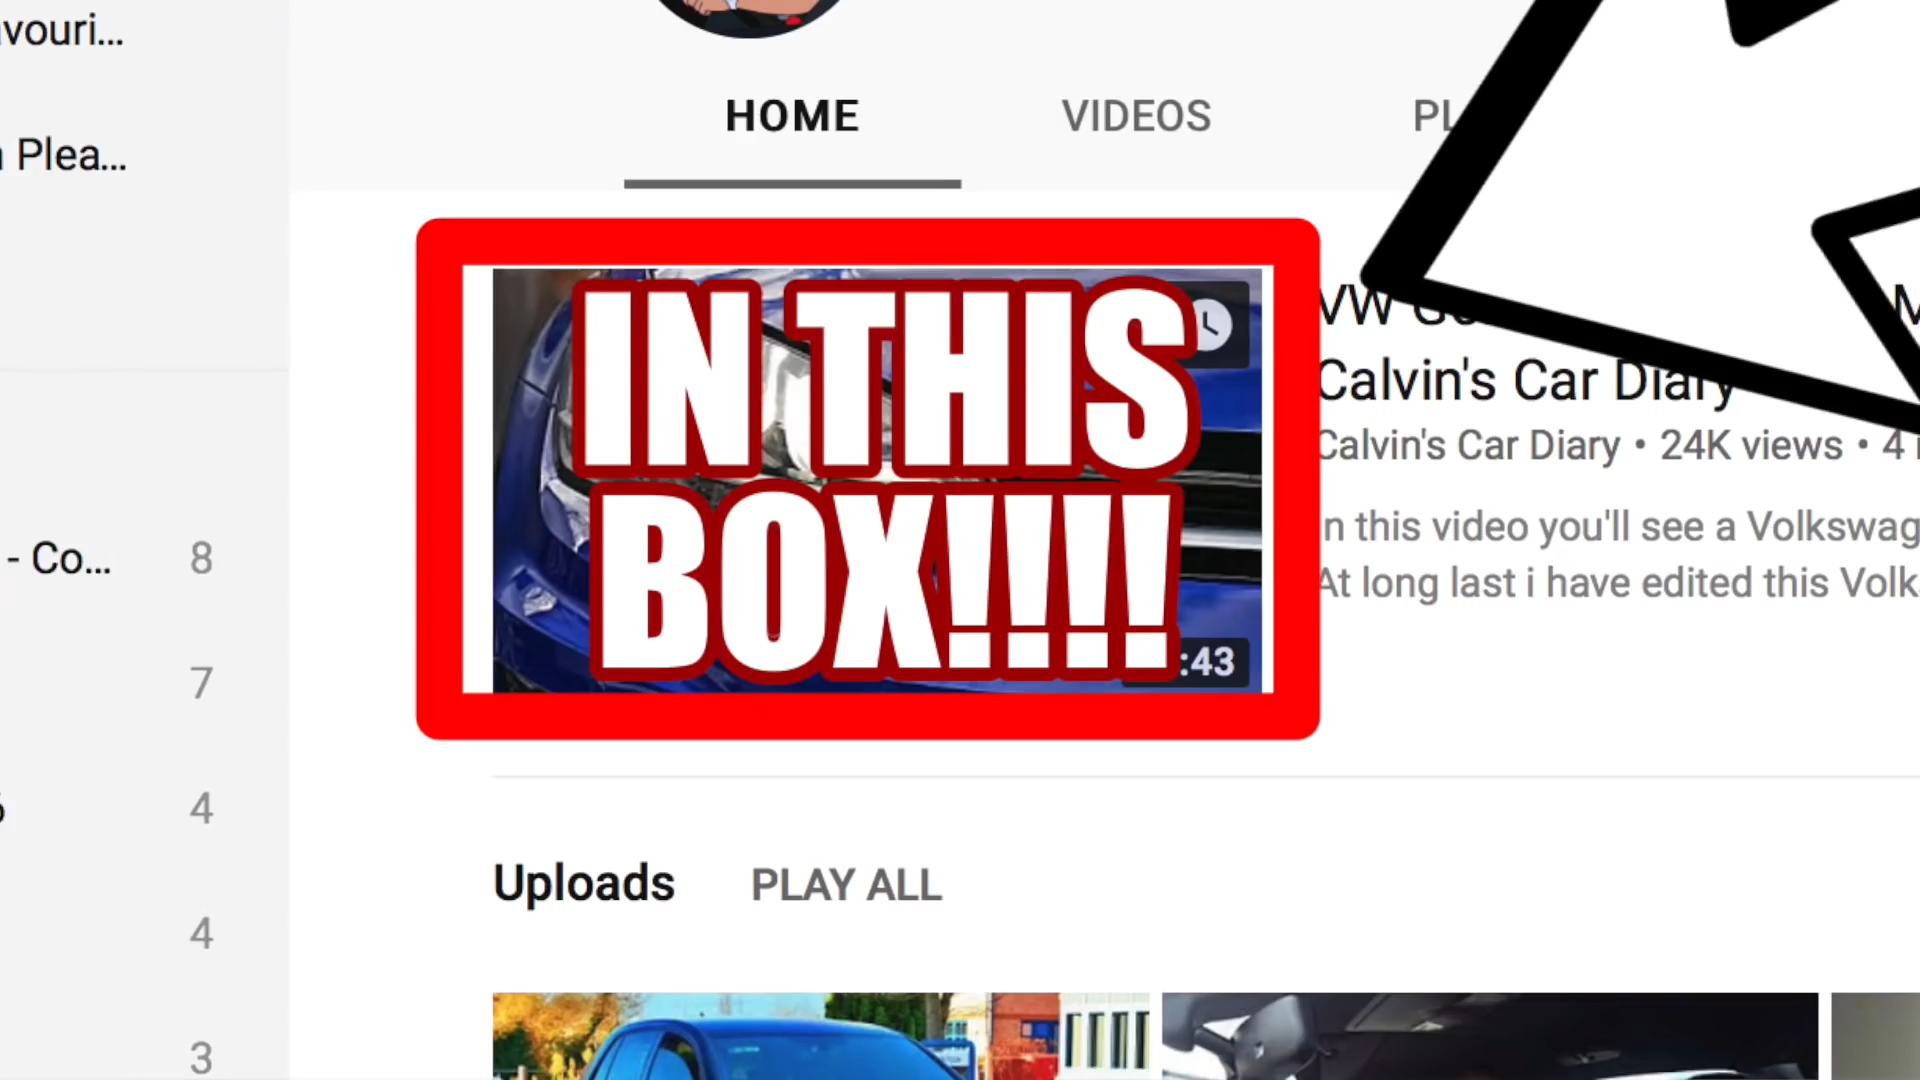 vouri...
Plea...
HOME VIDEOS PL
IN THIS
BOX!!!!
:43
VW
Calvin's Car Diary
Calvin's Car Diary • 24K views • 4
n this video you'll see a Volkswag
At long last i have edited this Volk
- Co... 8
7
4
4
3
Uploads PLAY ALL